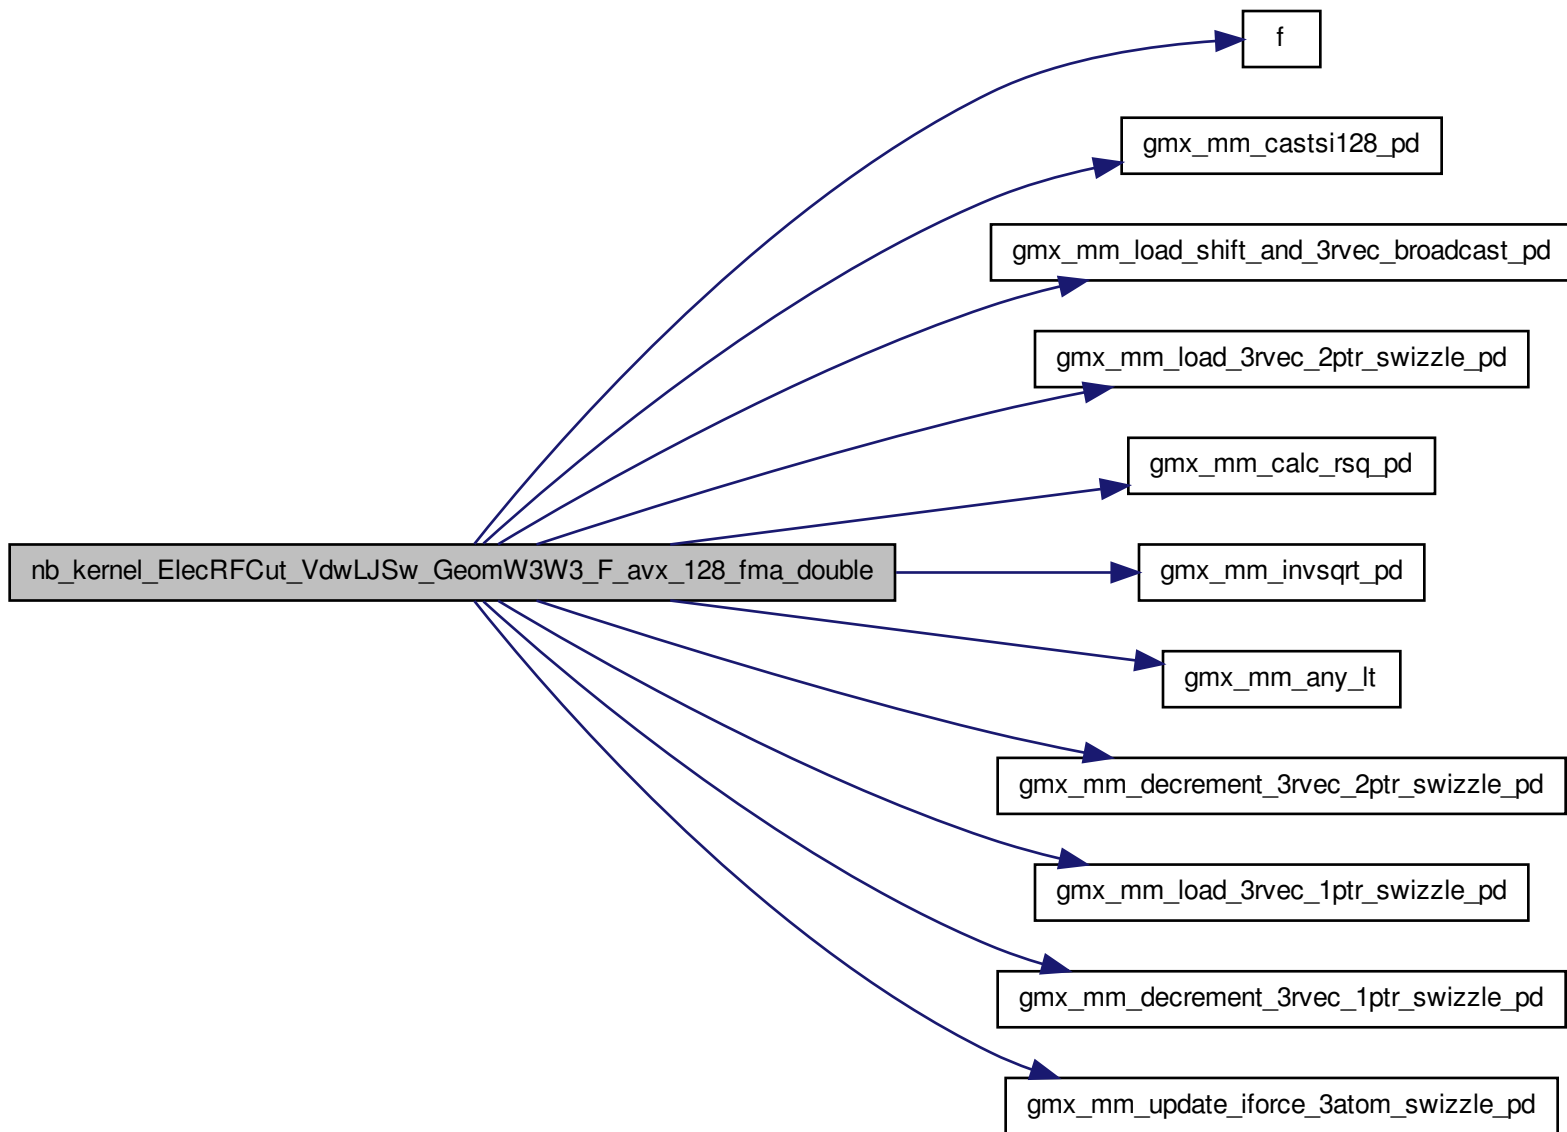 f
gmx_mm_castsi128_pd
gmx_mm_load_shift_and_3rvec_broadcast_pd
gmx_mm_load_3rvec_2ptr_swizzle_pd
gmx_mm_calc_rsq_pd
nb_kernel_ElecRFCut_VdwLJSw_GeomW3W3_F_avx_128_fma_double
gmx_mm_invsqrt_pd
gmx_mm_any_lt
gmx_mm_decrement_3rvec_2ptr_swizzle_pd
gmx_mm_load_3rvec_1ptr_swizzle_pd
gmx_mm_decrement_3rvec_1ptr_swizzle_pd
gmx_mm_update_iforce_3atom_swizzle_pd